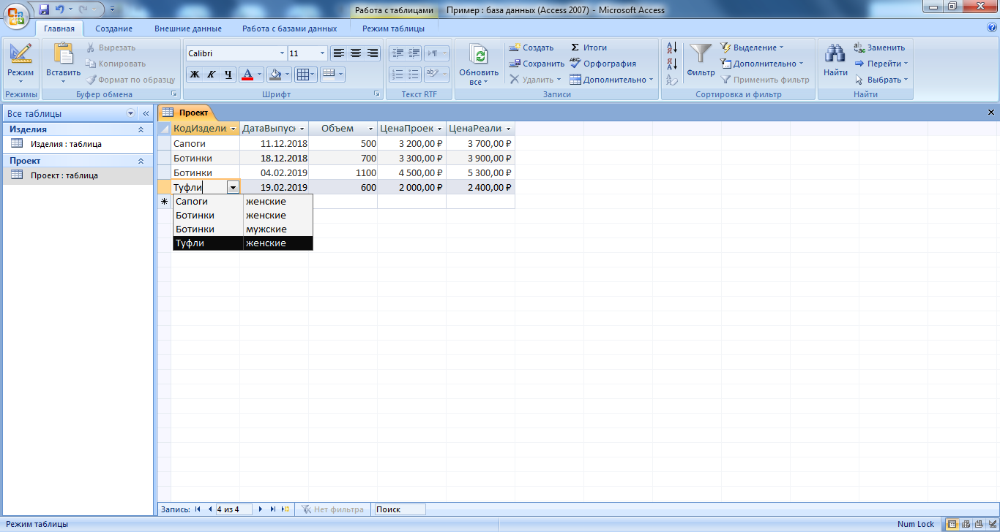 Работа с таблицами Пример : база данных (Access 2007) - Microsoft Access
Главная Создание Внешние данные Работа с базами данных Режим таблицы
Режим
Режимы
Вставить
Вырезать
Копировать
Формат по образцу
Буфер обмена
Calibri 11
Ж К Ч А
Шрифт
Текст RTF
Обновить
все
Создать
Сохранить
Удалить
Σ Итоги
Орфография
Дополнительно
Записи
Фильтр
Выделение
Дополнительно
Применить фильтр
Сортировка и фильтр
Найти
Заменить
Перейти
Выбрать
Найти
Все таблицы
Изделия
Изделия : таблица
Проект
Проект : таблица
Проект
КодИздели ДатаВыпус Объем ЦенаПроек ЦенаРеали
Сапоги 11.12.2018 500 3 200,00 ₽ 3 700,00 ₽
Ботинки 18.12.2018 700 3 300,00 ₽ 3 900,00 ₽
Ботинки 04.02.2019 1100 4 500,00 ₽ 5 300,00 ₽
Туфли 19.02.2019 600 2 000,00 ₽ 2 400,00 ₽
Сапоги женские
Ботинки женские
Ботинки мужские
Туфли женские
Запись: 4 из 4 Нет фильтра Поиск
Режим таблицы Num Lock